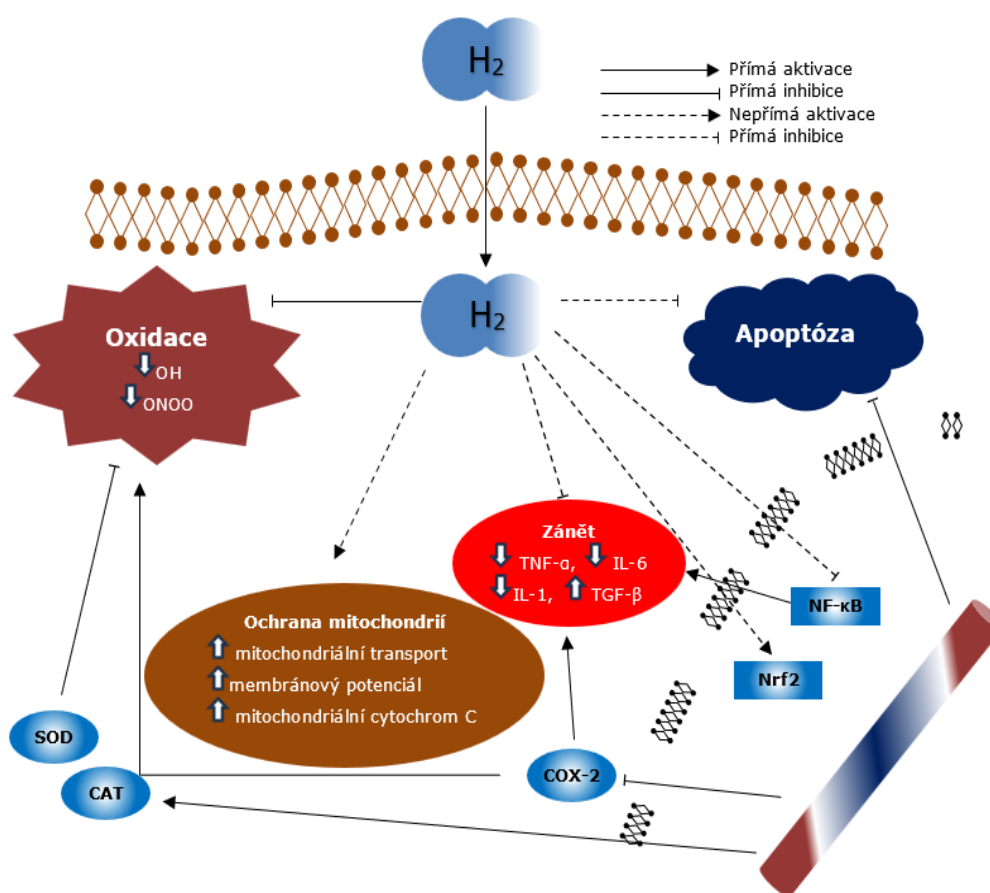 H2
Přímá aktivace
Přímá inhibice
Nepřímá aktivace
Přímá inhibice
H2
Oxidace
OH
ONOO
Apoptóza
Zánět
TNF-α, IL-6
IL-1, TGF-β
NF-κB
Nrf2
Ochrana mitochondrií
mitochondriální transport
membránový potenciál
mitochondriální cytochrom C
SOD
CAT
COX-2